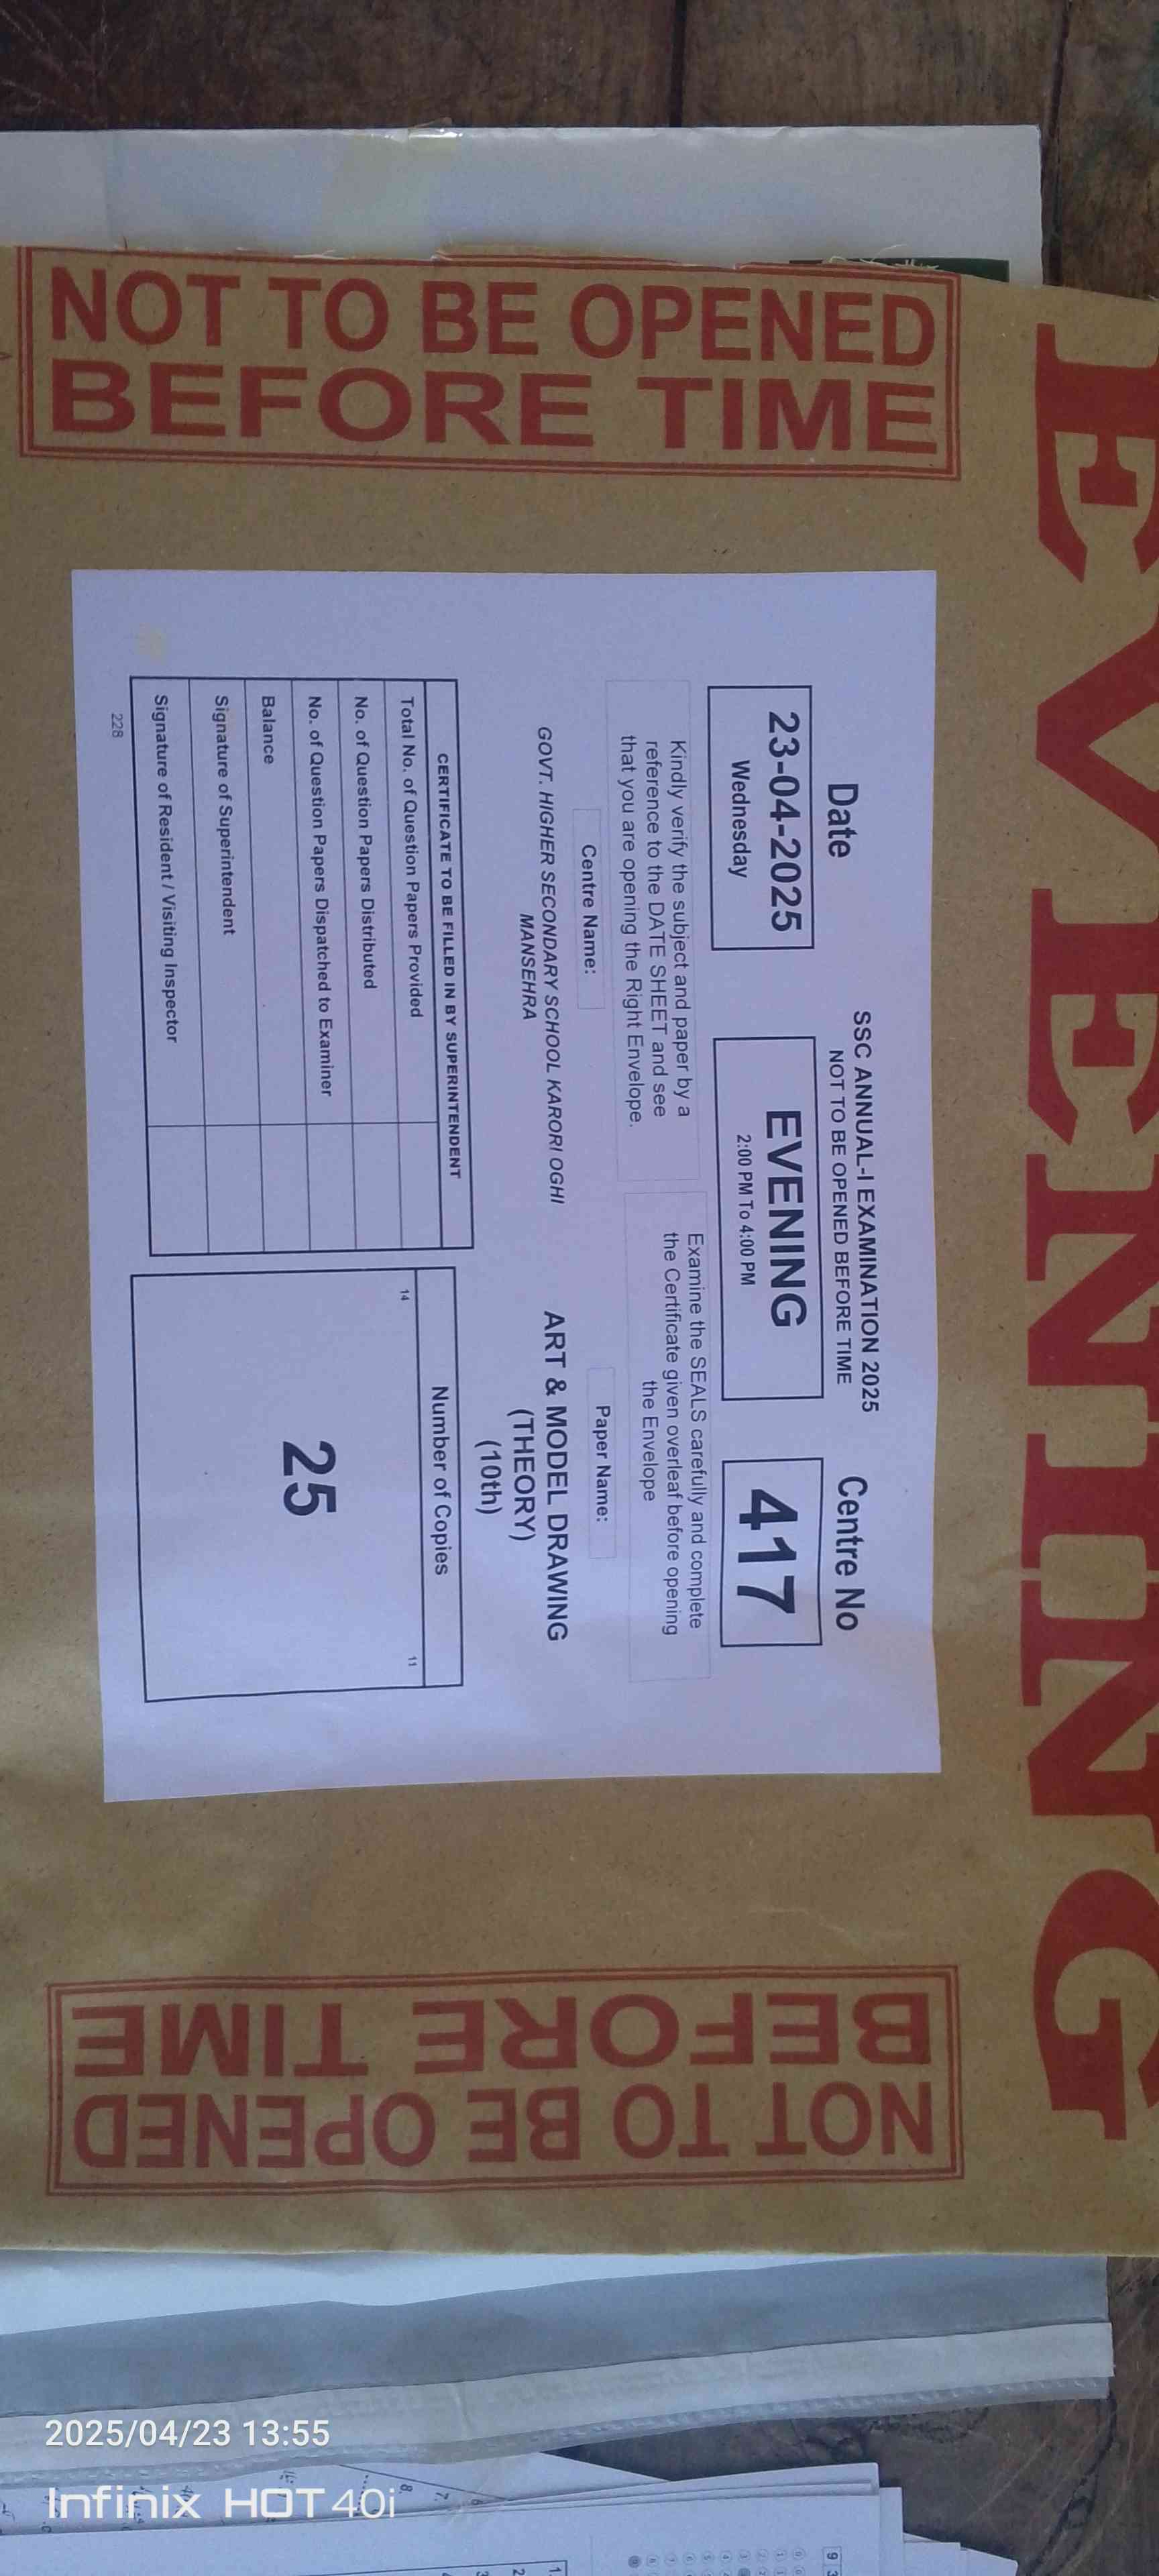 EVENING
NOT TO BE OPENED
BEFORE TIME
SSC ANNUAL-I EXAMINATION 2025
NOT TO BE OPENED BEFORE TIME
Date
23-04-2025
Wednesday
EVENING
2:00 PM To 4:00 PM
Centre No
417
Kindly verify the subject and paper by a
reference to the DATE SHEET and see
that you are opening the Right Envelope.
Examine the SEALS carefully and complete
the Certificate given overleaf before opening
the Envelope
Centre Name:
GOVT. HIGHER SECONDARY SCHOOL KARORI OGHI
MANSEHRA
Paper Name:
ART & MODEL DRAWING
(THEORY)
(10th)
CERTIFICATE TO BE FILLED IN BY SUPERINTENDENT
Total No. of Question Papers Provided
No. of Question Papers Distributed
No. of Question Papers Dispatched to Examiner
Balance
Signature of Superintendent
Signature of Resident / Visiting Inspector
228
Number of Copies
14
11
25
NOT TO BE OPENED
BEFORE TIME
2025/04/23 13:55
Infinix HOT 40i